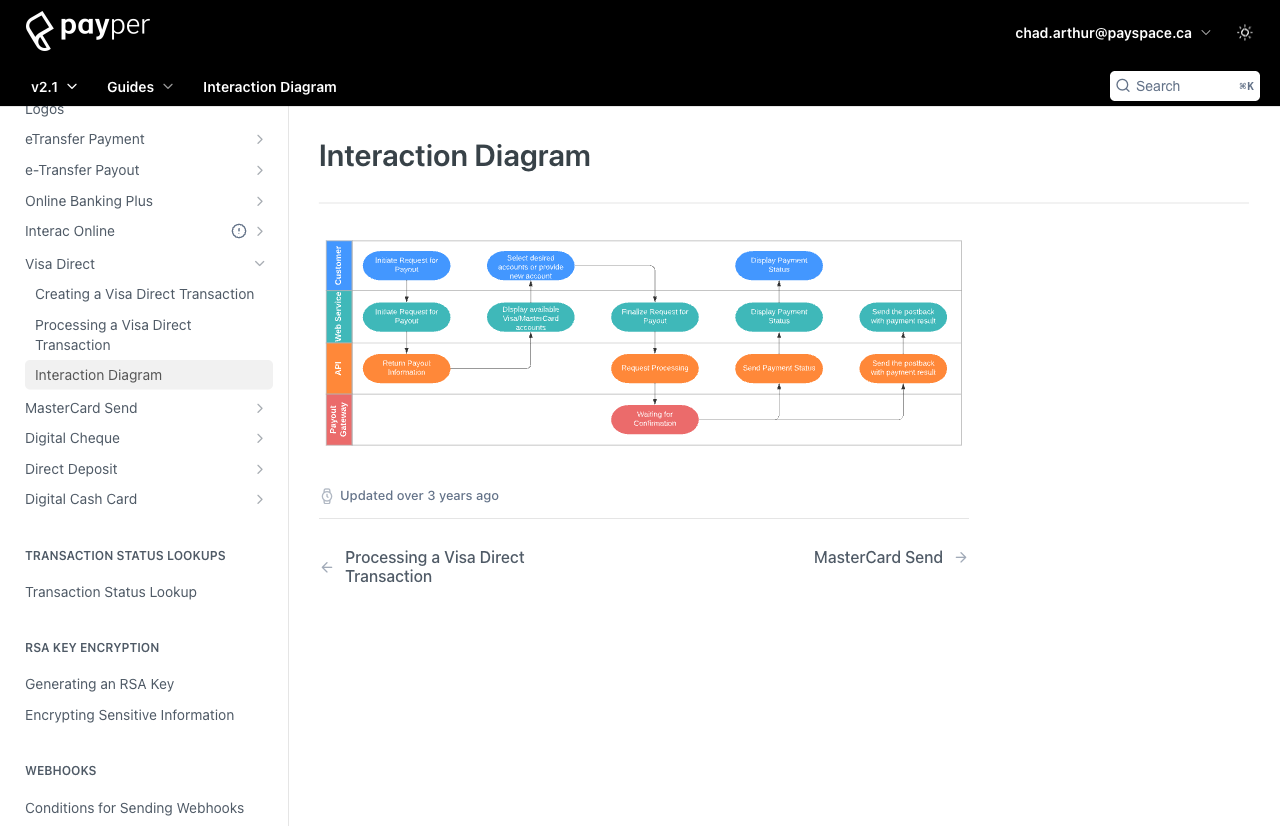 payper
chad.arthur@payspace.ca
v2.1
Guides
Interaction Diagram
Search
⌘K
Logos
eTransfer Payment
e-Transfer Payout
Online Banking Plus
Interac Online
Visa Direct
Creating a Visa Direct Transaction
Processing a Visa Direct
Transaction
Interaction Diagram
MasterCard Send
Digital Cheque
Direct Deposit
Digital Cash Card
TRANSACTION STATUS LOOKUPS
Transaction Status Lookup
RSA KEY ENCRYPTION
Generating an RSA Key
Encrypting Sensitive Information
WEBHOOKS
Conditions for Sending Webhooks
Interaction Diagram
Customer
Initiate Request for
Payout
Select desired
accounts or provide
new account
Display Payment
Status
Web Service
Initiate Request for
Payout
Display available
Visa/MasterCard
accounts
Finalize Request for
Payout
Display Payment
Status
Send the postback
with payment result
API
Return Payout
Information
Request Processing
Send Payment Status
Send the postback
with payment result
Payout
Gateway
Waiting for
Confirmation
Updated over 3 years ago
Processing a Visa Direct
Transaction
MasterCard Send